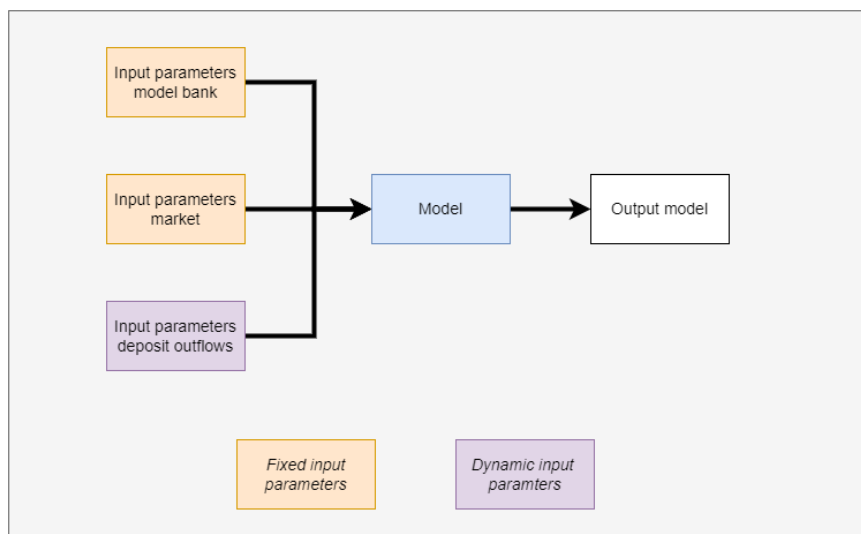 Input parameters
model bank
Input parameters
market
Model
Output model
Input parameters
deposit outflows
Fixed input
parameters
Dynamic input
paramters